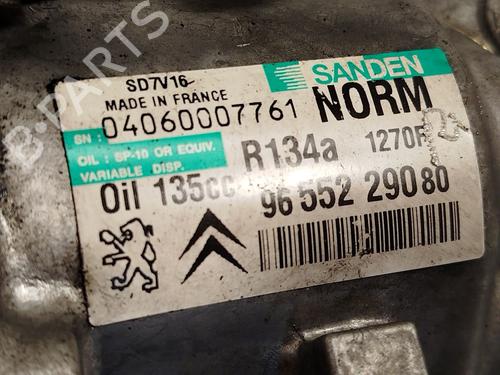 B-PARTS
SD7V16
SANDEN
MADE IN FRANCE
NORM
SN: 04060007761
OIL: SP-10 OR EQUIV.
VARIABLE DISP.
R134a
1270F
Oil 135cc
96 552 290 80